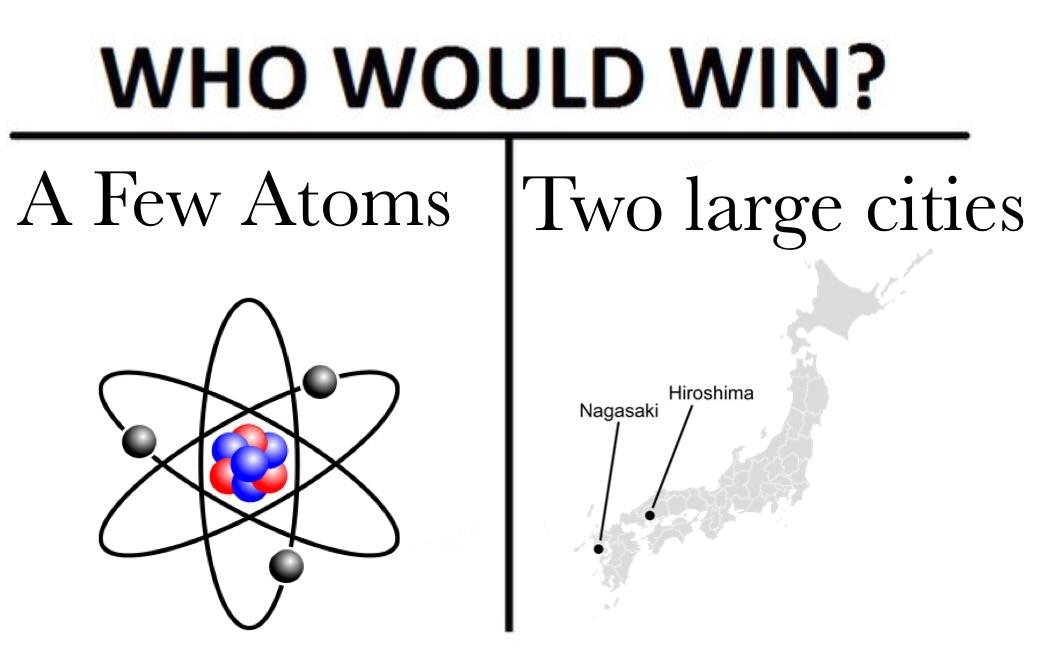 WHO WOULD WIN?
A Few Atoms
Two large cities
Hiroshima
Nagasaki